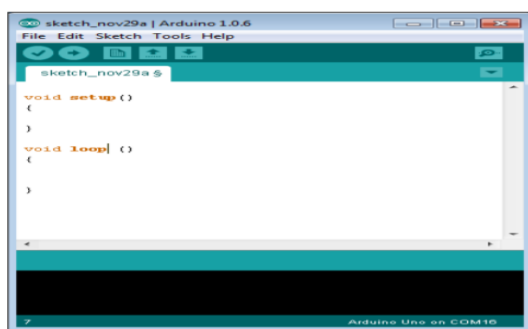 sketch_nov29a | Arduino 1.0.6
File Edit Sketch Tools Help
sketch_nov29a §
void setup()
{
}
void loop ()
{
}
7
Arduino Uno on COM16